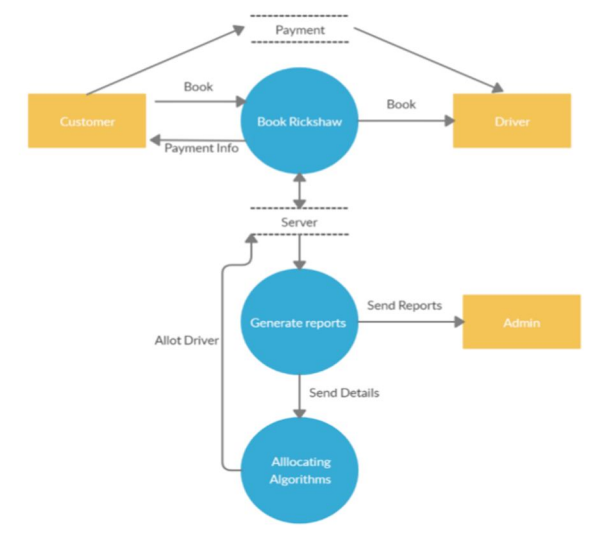 Payment
Book
Customer
Book Rickshaw
Book
Driver
Payment Info
Server
Generate reports
Send Reports
Admin
Allot Driver
Send Details
Alllocating
Algorithms